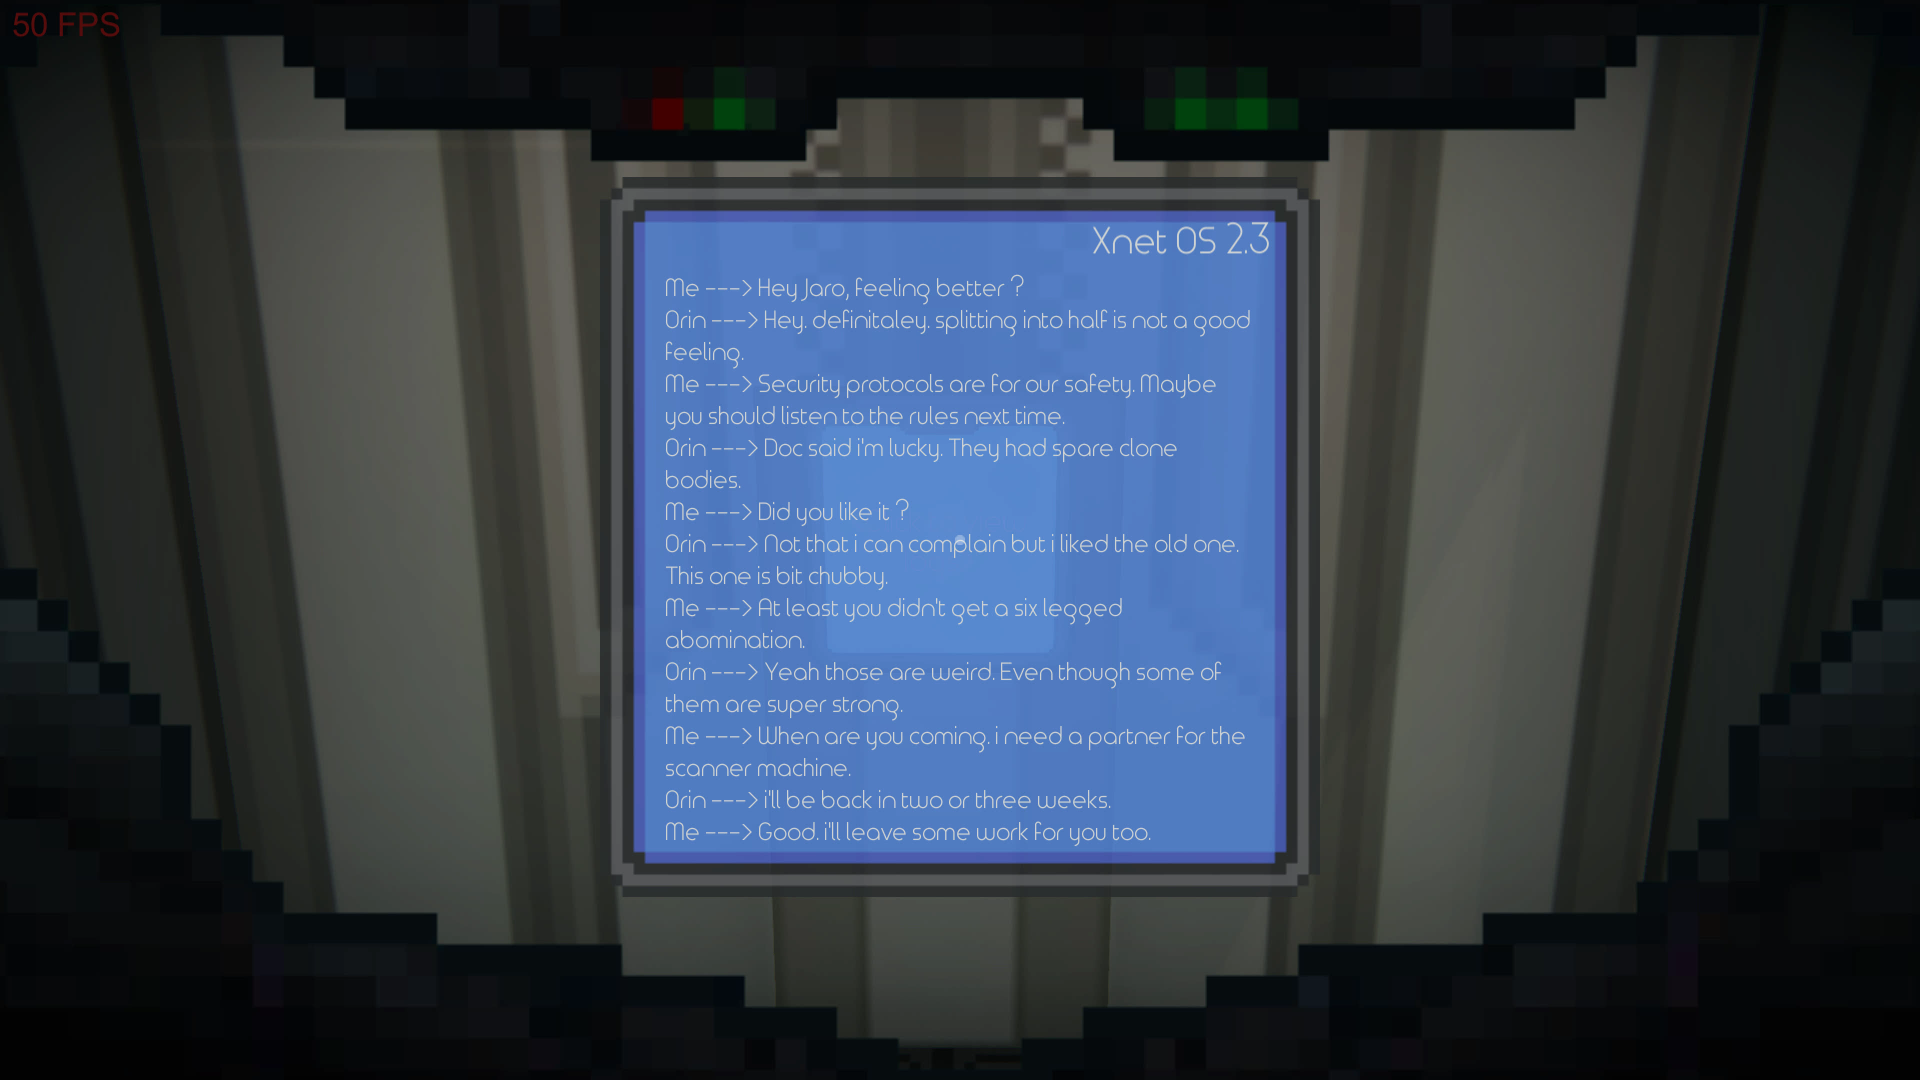 50 FPS
Xnet OS 2.3
Me ---> Hey Jaro, feeling better ?
Orin ---> Hey. definitaley. splitting into half is not a good
feeling.
Me ---> Security protocols are for our safety. Maybe
you should listen to the rules next time.
Orin ---> Doc said i'm lucky. They had spare clone
bodies.
Me ---> Did you like it ?
Orin ---> Not that i can complain but i liked the old one.
This one is bit chubby.
Me ---> At least you didn't get a six legged
abomination.
Orin ---> Yeah those are weird. Even though some of
them are super strong.
Me ---> When are you coming. i need a partner for the
scanner machine.
Orin ---> i'll be back in two or three weeks.
Me ---> Good. i'll leave some work for you too.